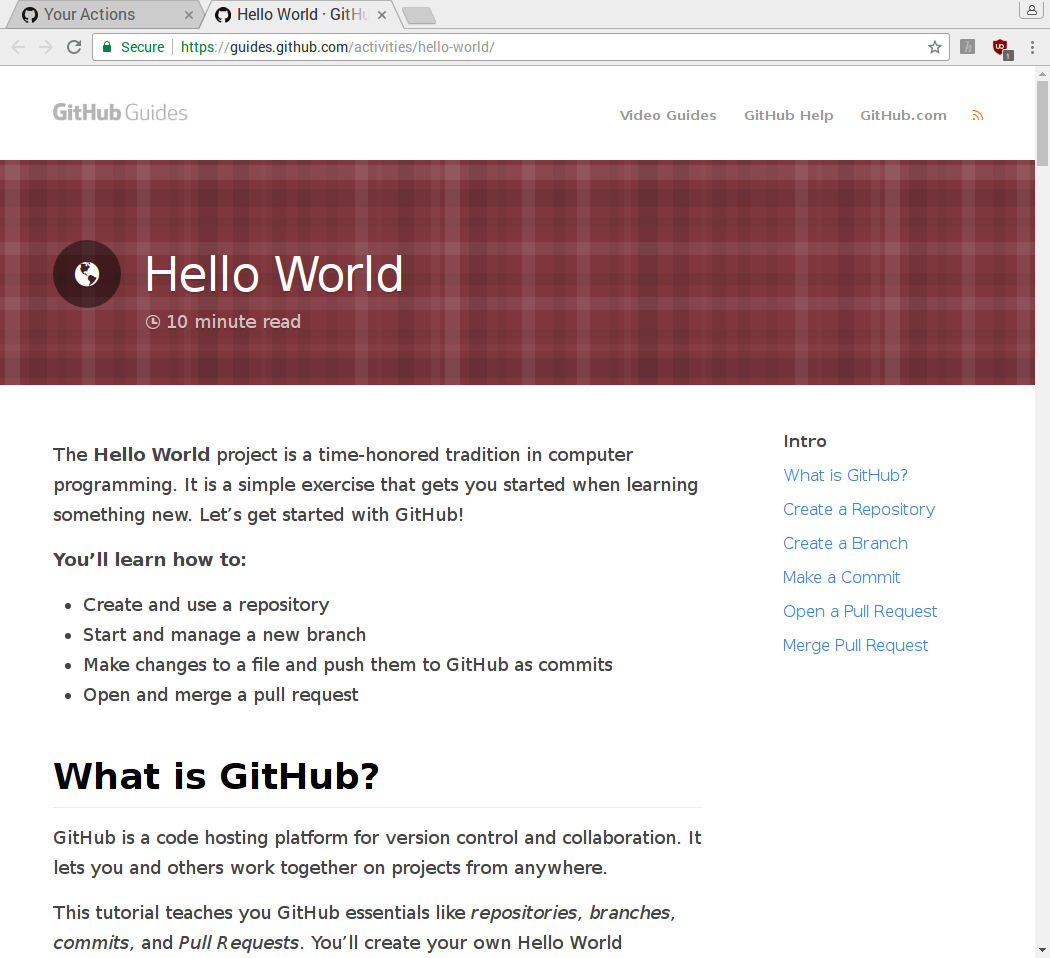 Your Actions
Hello World · GitHu
Secure
https://guides.github.com/activities/hello-world/
h
1
GitHub Guides
Video Guides
GitHub Help
GitHub.com
Hello World
10 minute read
The Hello World project is a time-honored tradition in computer
programming. It is a simple exercise that gets you started when learning
something new. Let’s get started with GitHub!
You’ll learn how to:
• Create and use a repository
• Start and manage a new branch
• Make changes to a file and push them to GitHub as commits
• Open and merge a pull request
What is GitHub?
GitHub is a code hosting platform for version control and collaboration. It
lets you and others work together on projects from anywhere.
This tutorial teaches you GitHub essentials like repositories, branches,
commits, and Pull Requests. You’ll create your own Hello World
Intro
What is GitHub?
Create a Repository
Create a Branch
Make a Commit
Open a Pull Request
Merge Pull Request